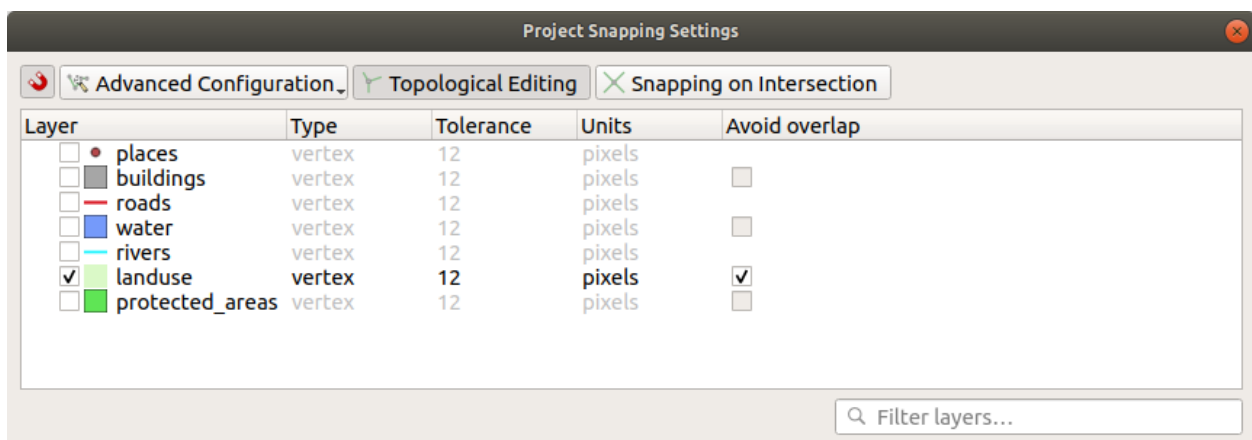 Project Snapping Settings
Advanced Configuration Topological Editing Snapping on Intersection
Layer Type Tolerance Units Avoid overlap
places vertex 12 pixels
buildings vertex 12 pixels
roads vertex 12 pixels
water vertex 12 pixels
rivers vertex 12 pixels
landuse vertex 12 pixels
protected_areas vertex 12 pixels
Filter layers...